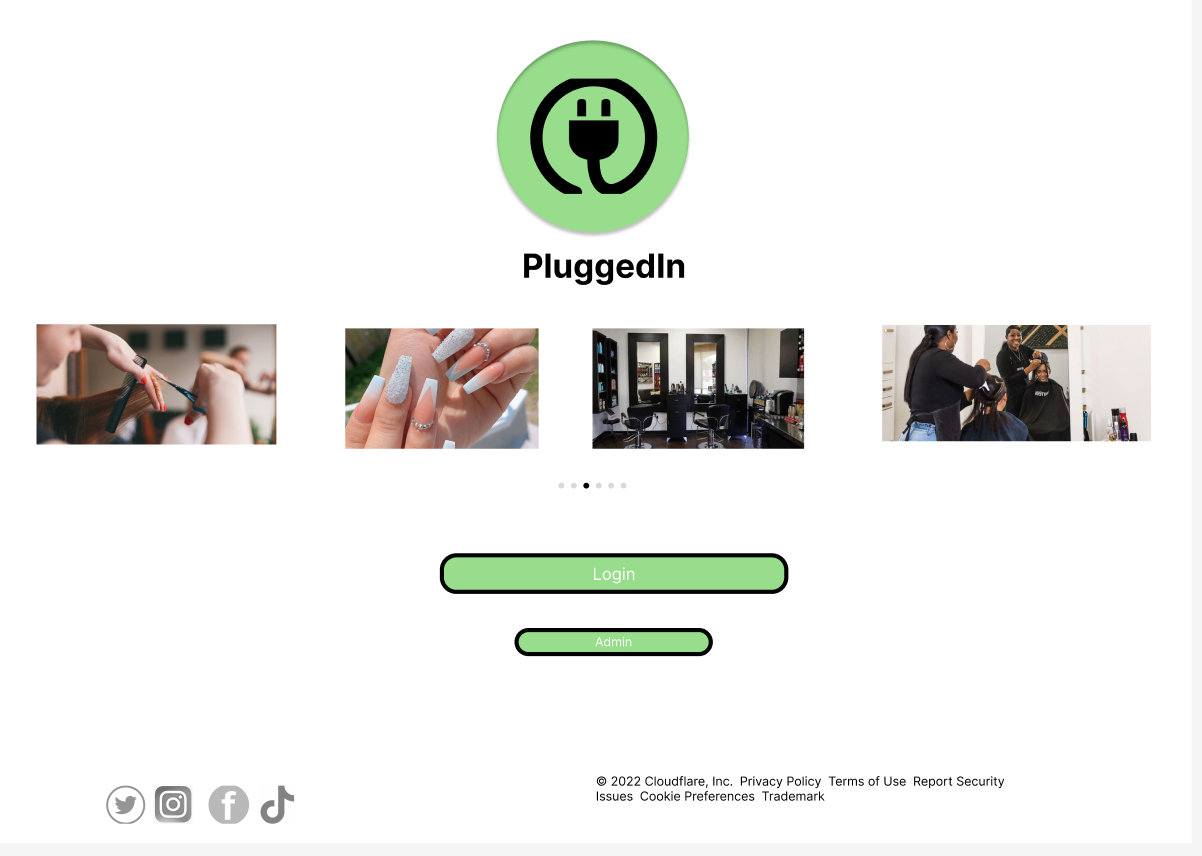 PluggedIn
Login
Admin
© 2022 Cloudflare, Inc.  Privacy Policy  Terms of Use  Report Security
Issues  Cookie Preferences  Trademark